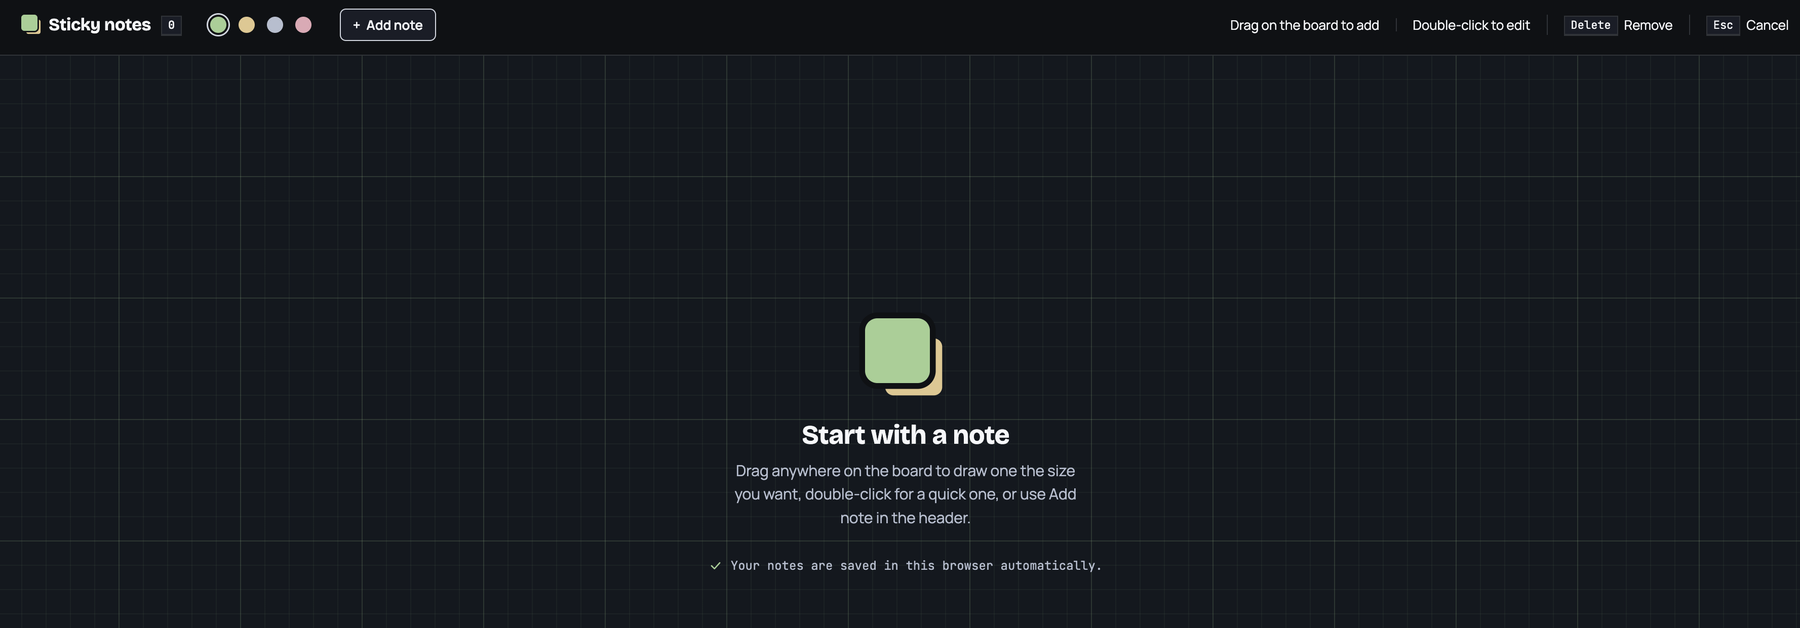 Sticky notes 0 + Add note Drag on the board to add Double-click to edit Delete Remove Esc Cancel
Start with a note
Drag anywhere on the board to draw one the size
you want, double-click for a quick one, or use Add
note in the header.
Your notes are saved in this browser automatically.